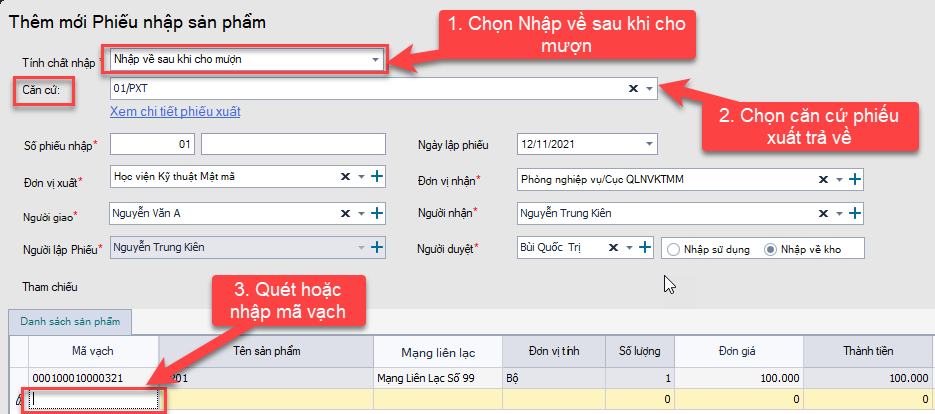 Thêm mới Phiếu nhập sản phẩm
1. Chọn Nhập về sau khi cho
mượn
Tính chất nhập *
Nhập về sau khi cho mượn
Căn cứ:
01/PXT
Xem chi tiết phiếu xuất
2. Chọn căn cứ phiếu
xuất trả về
Số phiếu nhập* 01
Ngày lập phiếu 12/11/2021
Đơn vị xuất* Học viện Kỹ thuật Mật mã
Đơn vị nhận* Phòng nghiệp vụ/Cục QLNVKTMM
Người giao* Nguyễn Văn A
Người nhận* Nguyễn Trung Kiên
Người lập Phiếu* Nguyễn Trung Kiên
Người duyệt* Bùi Quốc Trị Nhập sử dụng Nhập về kho
Tham chiếu
3. Quét hoặc
nhập mã vạch
Danh sách sản phẩm
Mã vạch Tên sản phẩm Mạng liên lạc Đơn vị tính Số lượng Đơn giá Thành tiền
000100010000321 201 Mạng Liên Lạc Số 99 Bộ 1 100.000 100.000
0 0 0